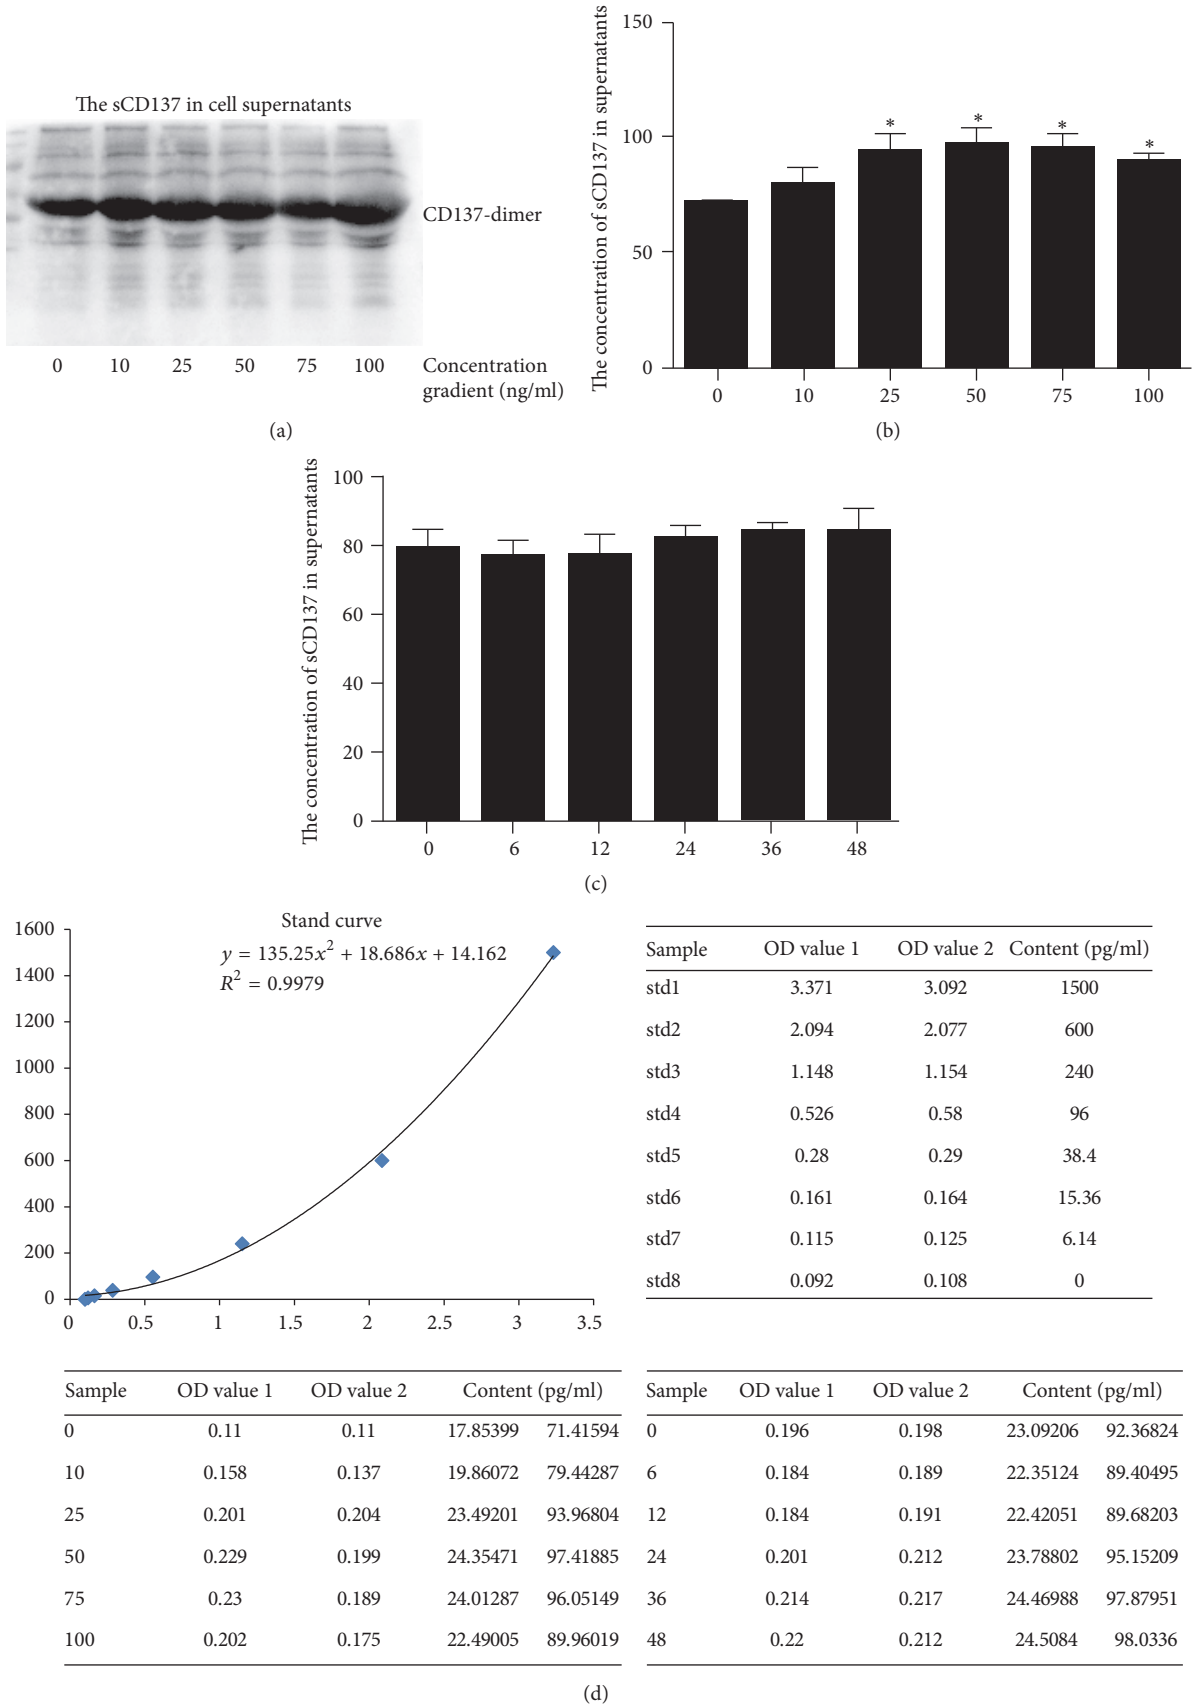 The sCD137 in cell supernatants
CD137-dimer
0 10 25 50 75 100 Concentration
gradient (ng/ml)
(a)
The concentration of sCD137 in supernatants
150
100
50
0
* * * *
0 10 25 50 75 100
(b)
The concentration of sCD137 in supernatants
100
80
60
40
20
0
0 6 12 24 36 48
(c)
Stand curve
y = 135.25x² + 18.686x + 14.162
R² = 0.9979
1600
1400
1200
1000
800
600
400
200
0
0 0.5 1 1.5 2 2.5 3 3.5
Sample OD value 1 OD value 2 Content (pg/ml)
std1 3.371 3.092 1500
std2 2.094 2.077 600
std3 1.148 1.154 240
std4 0.526 0.58 96
std5 0.28 0.29 38.4
std6 0.161 0.164 15.36
std7 0.115 0.125 6.14
std8 0.092 0.108 0
Sample OD value 1 OD value 2 Content (pg/ml)
0 0.11 0.11 17.85399 71.41594
10 0.158 0.137 19.86072 79.44287
25 0.201 0.204 23.49201 93.96804
50 0.229 0.199 24.35471 97.41885
75 0.23 0.189 24.01287 96.05149
100 0.202 0.175 22.49005 89.96019
Sample OD value 1 OD value 2 Content (pg/ml)
0 0.196 0.198 23.09206 92.36824
6 0.184 0.189 22.35124 89.40495
12 0.184 0.191 22.42051 89.68203
24 0.201 0.212 23.78802 95.15209
36 0.214 0.217 24.46988 97.87951
48 0.22 0.212 24.5084 98.0336
(d)